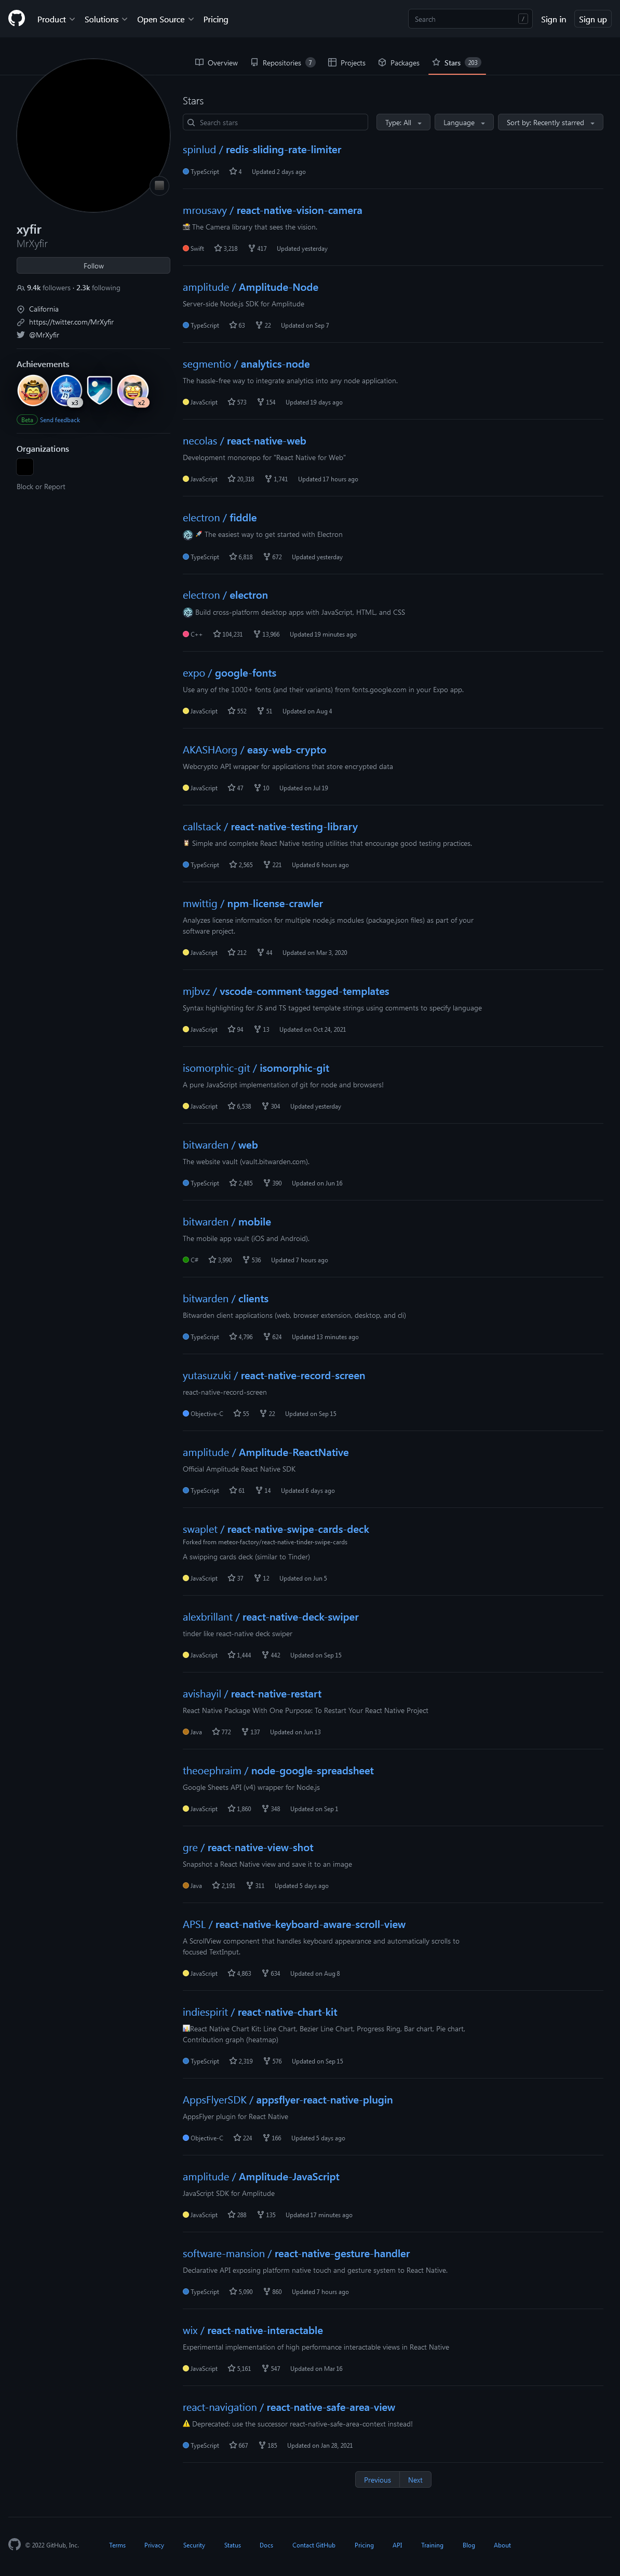 Product
Solutions
Open Source
Pricing
Search
/
Sign in
Sign up
Overview
Repositories 7
Projects
Packages
Stars 203
xyfir
MrXyfir
Follow
9.4k followers · 2.3k following
California
https://twitter.com/MrXyfir
@MrXyfir
Achievements
x3
x2
Beta Send feedback
Organizations
Block or Report
Stars
Search stars
Type: All
Language
Sort by: Recently starred
spinlud / redis-sliding-rate-limiter
TypeScript 4 Updated 2 days ago
mrousavy / react-native-vision-camera
📸 The Camera library that sees the vision.
Swift 3,218 417 Updated yesterday
amplitude / Amplitude-Node
Server-side Node.js SDK for Amplitude
TypeScript 63 22 Updated on Sep 7
segmentio / analytics-node
The hassle-free way to integrate analytics into any node application.
JavaScript 573 154 Updated 19 days ago
necolas / react-native-web
Development monorepo for "React Native for Web"
JavaScript 20,318 1,741 Updated 17 hours ago
electron / fiddle
🚀 The easiest way to get started with Electron
TypeScript 6,818 672 Updated yesterday
electron / electron
Build cross-platform desktop apps with JavaScript, HTML, and CSS
C++ 104,231 13,966 Updated 19 minutes ago
expo / google-fonts
Use any of the 1000+ fonts (and their variants) from fonts.google.com in your Expo app.
JavaScript 552 51 Updated on Aug 4
AKASHAorg / easy-web-crypto
Webcrypto API wrapper for applications that store encrypted data
JavaScript 47 10 Updated on Jul 19
callstack / react-native-testing-library
🦉 Simple and complete React Native testing utilities that encourage good testing practices.
TypeScript 2,565 221 Updated 6 hours ago
mwittig / npm-license-crawler
Analyzes license information for multiple node.js modules (package.json files) as part of your
software project.
JavaScript 212 44 Updated on Mar 3, 2020
mjbvz / vscode-comment-tagged-templates
Syntax highlighting for JS and TS tagged template strings using comments to specify language
JavaScript 94 13 Updated on Oct 24, 2021
isomorphic-git / isomorphic-git
A pure JavaScript implementation of git for node and browsers!
JavaScript 6,538 304 Updated yesterday
bitwarden / web
The website vault (vault.bitwarden.com).
TypeScript 2,485 390 Updated on Jun 16
bitwarden / mobile
The mobile app vault (iOS and Android).
C# 3,990 536 Updated 7 hours ago
bitwarden / clients
Bitwarden client applications (web, browser extension, desktop, and cli)
TypeScript 4,796 624 Updated 13 minutes ago
yutasuzuki / react-native-record-screen
react-native-record-screen
Objective-C 55 22 Updated on Sep 15
amplitude / Amplitude-ReactNative
Official Amplitude React Native SDK
TypeScript 61 14 Updated 6 days ago
swaplet / react-native-swipe-cards-deck
Forked from meteor-factory/react-native-tinder-swipe-cards
A swipping cards deck (similar to Tinder)
JavaScript 37 12 Updated on Jun 5
alexbrillant / react-native-deck-swiper
tinder like react-native deck swiper
JavaScript 1,444 442 Updated on Sep 15
avishayil / react-native-restart
React Native Package With One Purpose: To Restart Your React Native Project
Java 772 137 Updated on Jun 13
theoephraim / node-google-spreadsheet
Google Sheets API (v4) wrapper for Node.js
JavaScript 1,860 348 Updated on Sep 1
gre / react-native-view-shot
Snapshot a React Native view and save it to an image
Java 2,191 311 Updated 5 days ago
APSL / react-native-keyboard-aware-scroll-view
A ScrollView component that handles keyboard appearance and automatically scrolls to
focused TextInput.
JavaScript 4,863 634 Updated on Aug 8
indiespirit / react-native-chart-kit
📊React Native Chart Kit: Line Chart, Bezier Line Chart, Progress Ring, Bar chart, Pie chart,
Contribution graph (heatmap)
TypeScript 2,319 576 Updated on Sep 15
AppsFlyerSDK / appsflyer-react-native-plugin
AppsFlyer plugin for React Native
Objective-C 224 166 Updated 5 days ago
amplitude / Amplitude-JavaScript
JavaScript SDK for Amplitude
JavaScript 288 135 Updated 17 minutes ago
software-mansion / react-native-gesture-handler
Declarative API exposing platform native touch and gesture system to React Native.
TypeScript 5,090 860 Updated 7 hours ago
wix / react-native-interactable
Experimental implementation of high performance interactable views in React Native
JavaScript 5,161 547 Updated on Mar 16
react-navigation / react-native-safe-area-view
⚠️ Deprecated: use the successor react-native-safe-area-context instead!
TypeScript 667 185 Updated on Jan 28, 2021
Previous Next
© 2022 GitHub, Inc.
Terms
Privacy
Security
Status
Docs
Contact GitHub
Pricing
API
Training
Blog
About